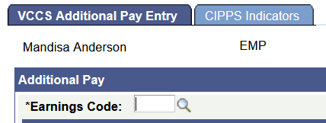 VCCS Additional Pay Entry CIPPS Indicators
Mandisa Anderson EMP
Additional Pay
*Earnings Code: